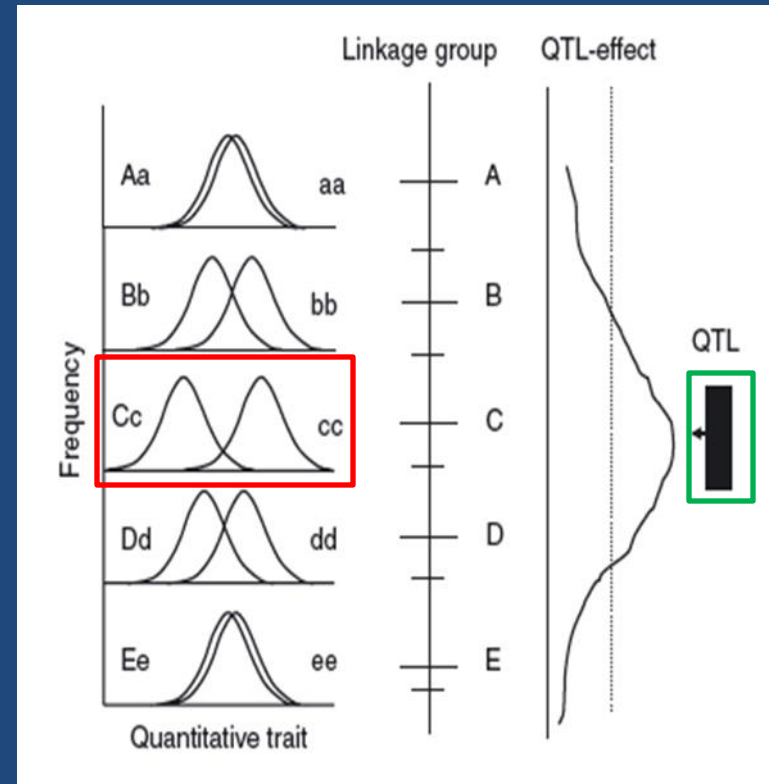 Linkage group QTL-effect
Aa aa A
Bb bb B
QTL
Cc cc C
Dd dd D
Ee ee E
Frequency
Quantitative trait